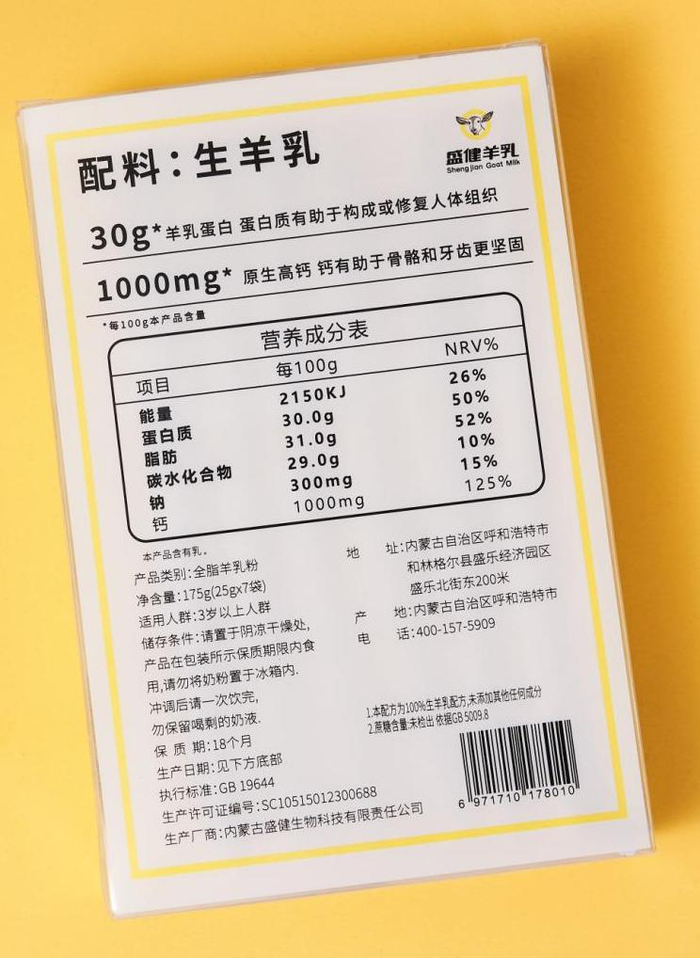 配料：生羊乳
盛健羊乳
Shengjian Goat Milk
30g*羊乳蛋白 蛋白质有助于构成或修复人体组织
1000mg* 原生高钙 钙有助于骨骼和牙齿更坚固
*每100g本产品含量
营养成分表
项目 每100g NRV%
能量 2150KJ 26%
蛋白质 30.0g 50%
脂肪 31.0g 52%
碳水化合物 29.0g 10%
钠 300mg 15%
钙 1000mg 125%
本产品含有乳。
产品类别:全脂羊乳粉
净含量:175g(25gx7袋)
适用人群:3岁以上人群
储存条件:请置于阴凉干燥处,
产品在包装所示保质期限内食
用,请勿将奶粉置于冰箱内.
冲调后请一次饮完,
勿保留喝剩的奶液.
保 质 期:18个月
生产日期:见下方底部
执行标准:GB 19644
生产许可证编号:SC10515012300688
生产厂商:内蒙古盛健生物科技有限责任公司
地 址:内蒙古自治区呼和浩特市
和林格尔县盛乐经济园区
盛乐北街东200米
产 地:内蒙古自治区呼和浩特市
电 话:400-157-5909
1.本配方为100%生羊乳配方,未添加其他任何成分
2.蔗糖含量:未检出 依据GB 5009.8
6 971710 178010